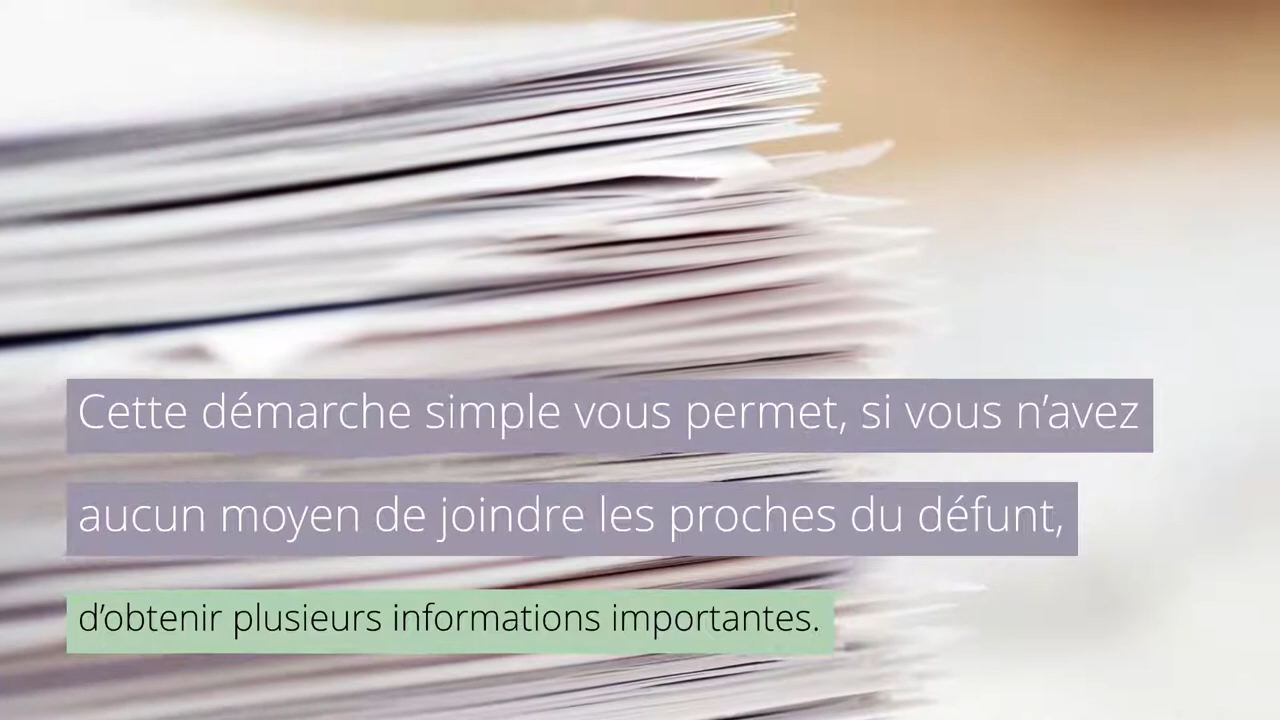 Cette démarche simple vous permet, si vous n’avez
aucun moyen de joindre les proches du défunt,
d’obtenir plusieurs informations importantes.